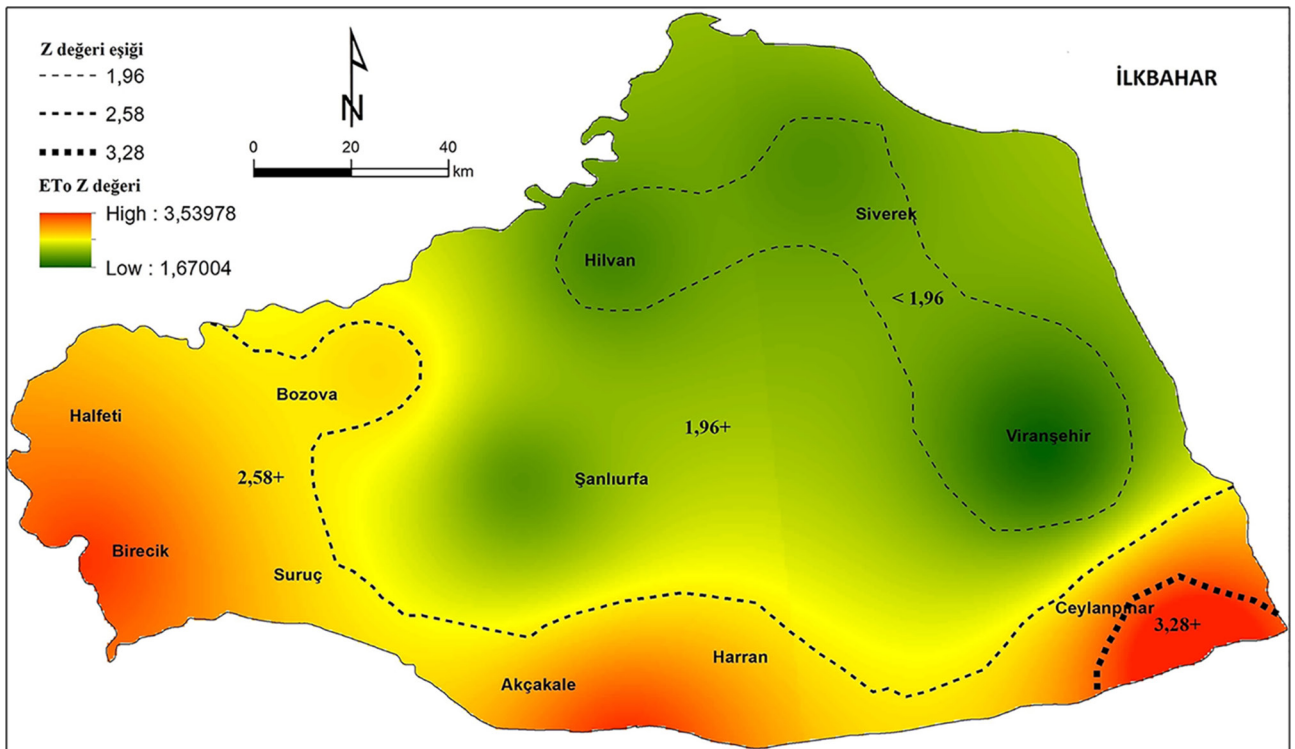 Z değeri eşiği
1,96
2,58
3,28
ETo Z değeri
High : 3,53978
Low : 1,67004
N
0 20 40
km
İLKBAHAR
Siverek
Hilvan
< 1,96
Bozova
Halfeti
1,96+
Viranşehir
2,58+
Şanlıurfa
Birecik
Suruç
Ceylanpınar
3,28+
Harran
Akçakale